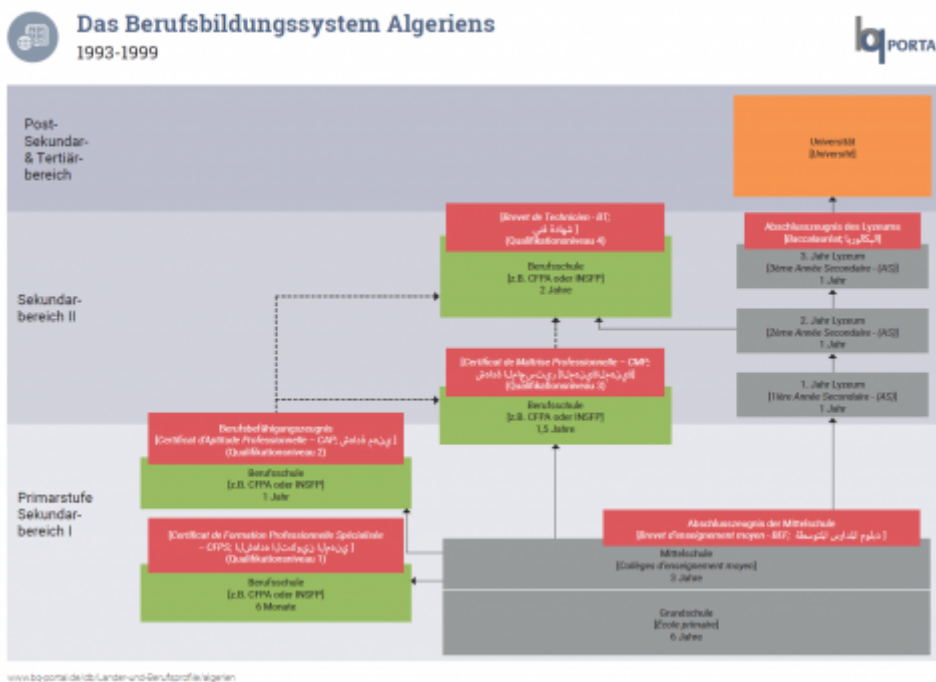 Das Berufsbildungssystem Algeriens
1993-1999
bq PORTA
Post-
Sekundar-
& Tertiär-
bereich
Universität
[Université]
[Brevet de Technicien - BT;
شهادة فني ]
(Qualifikationsniveau 4)
Berufsschule
[z.B. CFPA oder INSFP]
2 Jahre
Abschlusszeugnis des Lyzeums
[Baccalauréat; البكالوريا]
3. Jahr Lyzeum
[3ème Année Secondaire - (AS)]
1 Jahr
Sekundar-
bereich II
2. Jahr Lyzeum
[2ème Année Secondaire - (AS)]
1 Jahr
[Certificat de Maîtrise Professionnelle – CMP;
(Qualifikationsniveau 3)
Berufsschule
[z.B. CFPA oder INSFP]
1,5 Jahre
1. Jahr Lyzeum
[1ère Année Secondaire - (AS)]
1 Jahr
Berufsbefähigungszeugnis
[Certificat d'Aptitude Professionnelle – CAP;
(Qualifikationsniveau 2)
Berufsschule
[z.B. CFPA oder INSFP]
1 Jahr
Primarstufe
Sekundar-
bereich I
[Certificat de Formation Professionnelle Spécialisée
– CFPS;
(Qualifikationsniveau 1)
Berufsschule
[z.B. CFPA oder INSFP]
6 Monate
Abschlusszeugnis der Mittelschule
[Brevet d'enseignement moyen - BEF;
Mittelschule
[Collèges d'enseignement moyen]
3 Jahre
Grundschule
[École primaire]
6 Jahre
www.bq-portal.de/db/Länder-und-Berufsprofile/algerien